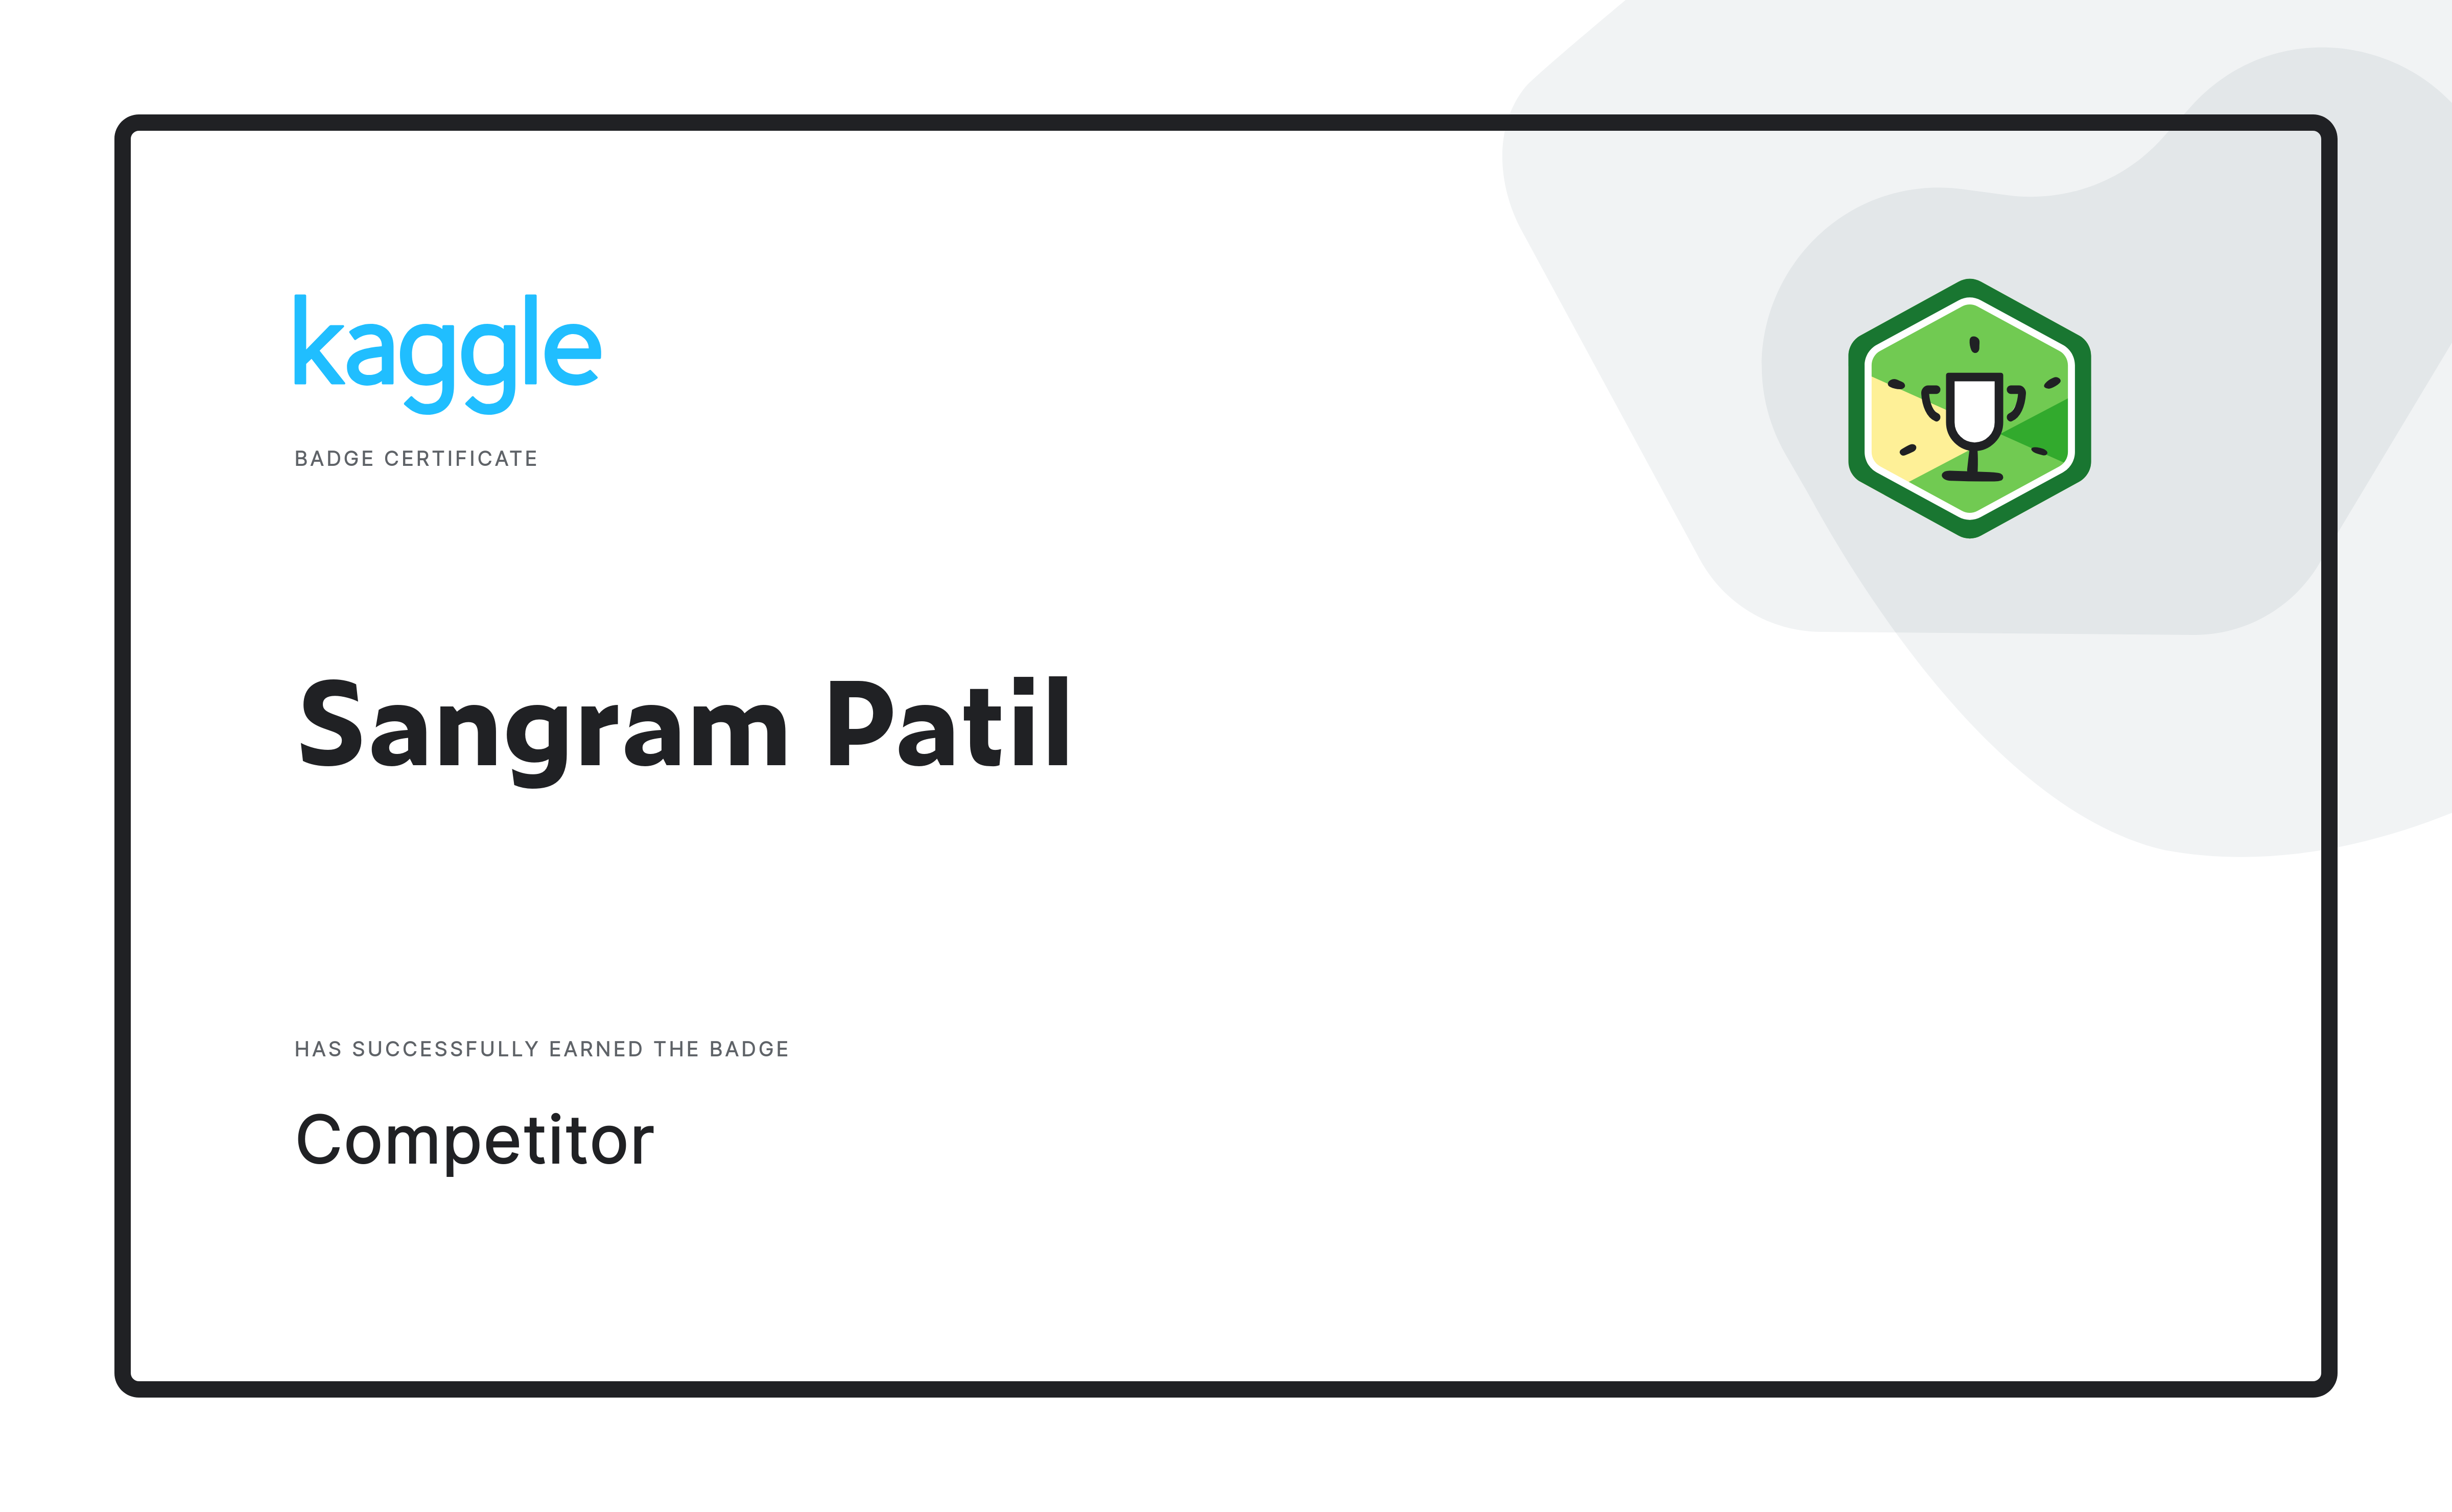 kaggle
BADGE CERTIFICATE
Sangram Patil
HAS SUCCESSFULLY EARNED THE BADGE
Competitor